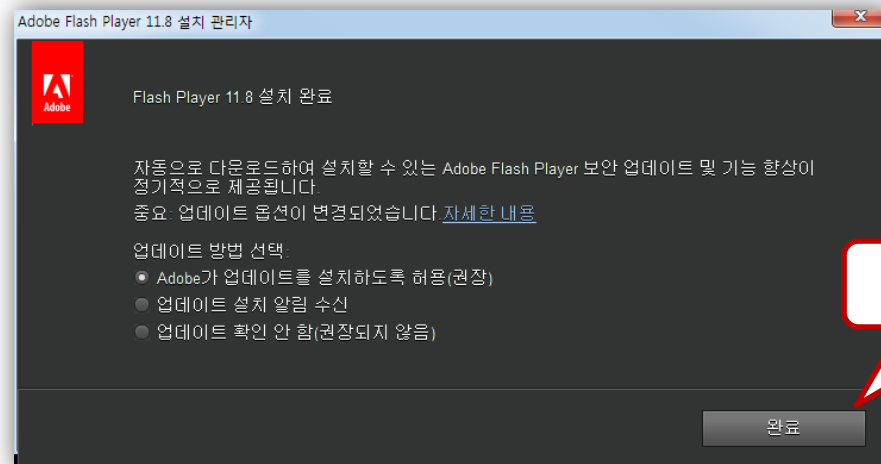 Adobe Flash Player 11.8 설치 관리자
Adobe
Flash Player 11.8 설치 완료
자동으로 다운로드하여 설치할 수 있는 Adobe Flash Player 보안 업데이트 및 기능 향상이
정기적으로 제공됩니다.
중요: 업데이트 옵션이 변경되었습니다.자세한 내용
업데이트 방법 선택:
Adobe가 업데이트를 설치하도록 허용(권장)
업데이트 설치 알림 수신
업데이트 확인 안 함(권장되지 않음)
완료